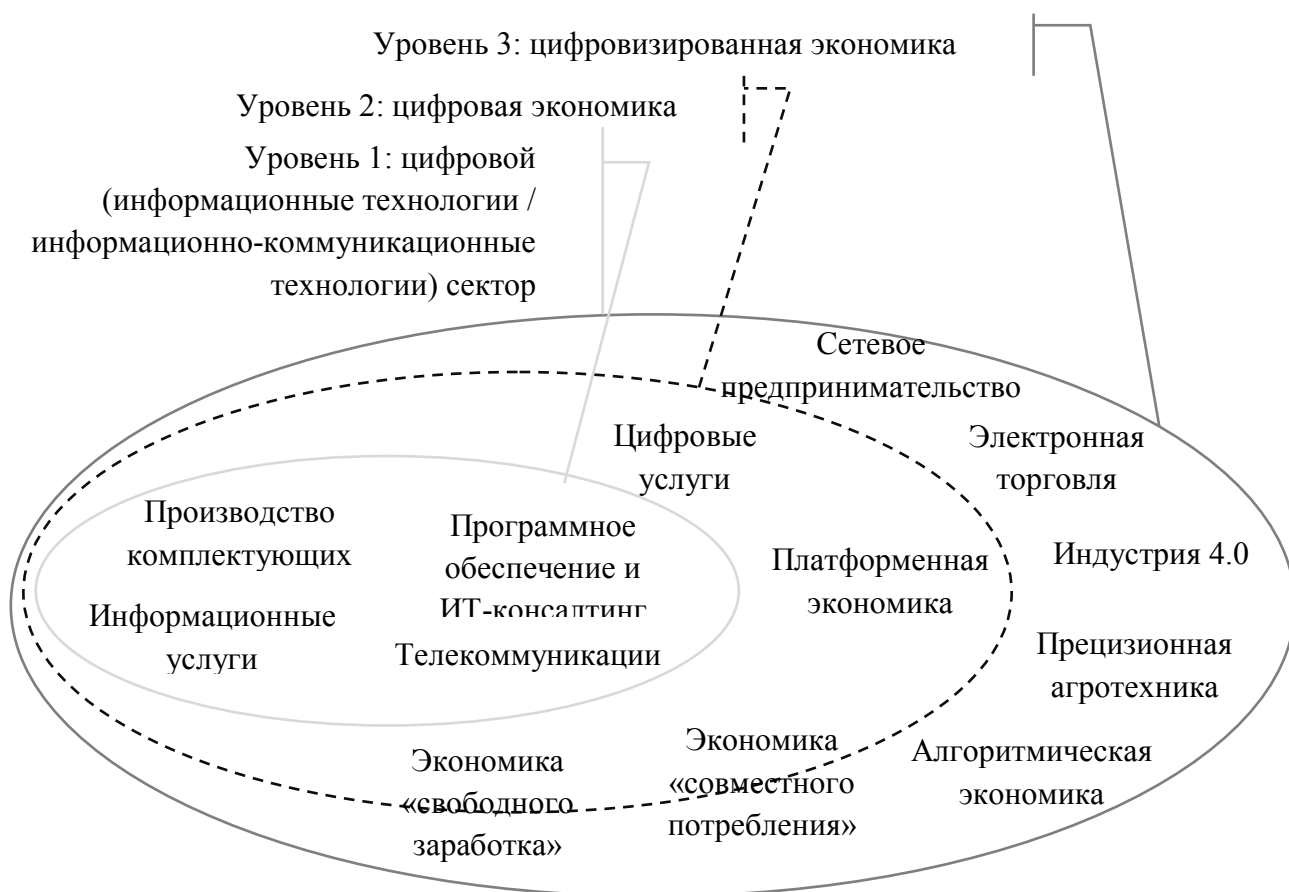 Уровень 3: цифровизированная экономика
Уровень 2: цифровая экономика
Уровень 1: цифровой
(информационные технологии /
информационно-коммуникационные
технологии) сектор
Сетевое
предпринимательство
Цифровые
услуги
Электронная
торговля
Производство
комплектующих
Программное
обеспечение и
ИТ-консалтинг
Платформенная
экономика
Индустрия 4.0
Информационные
услуги
Телекоммуникации
Прецизионная
агротехника
Экономика
«свободного
заработка»
Экономика
«совместного
потребления»
Алгоритмическая
экономика